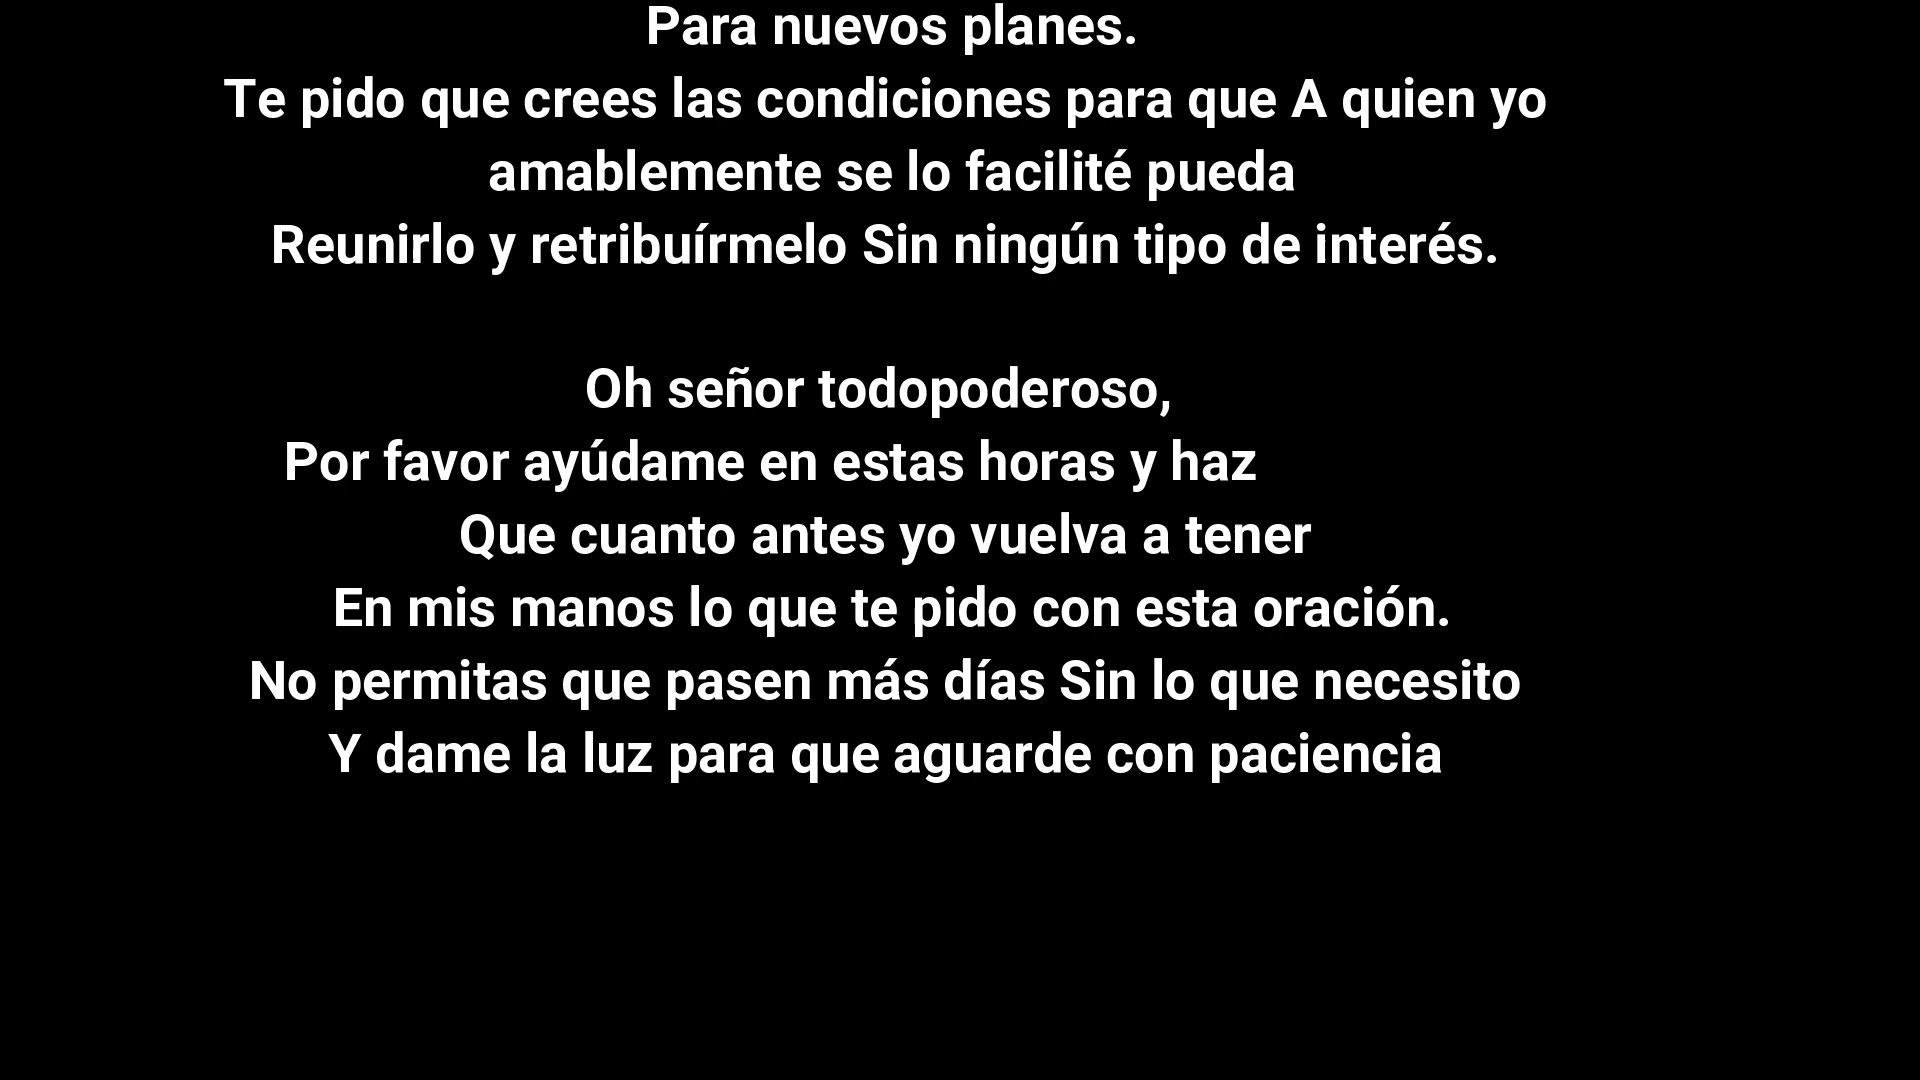 Para nuevos planes.
Te pido que crees las condiciones para que A quien yo
amablemente se lo facilité pueda
Reunirlo y retribuírmelo Sin ningún tipo de interés.
Oh señor todopoderoso,
Por favor ayúdame en estas horas y haz
Que cuanto antes yo vuelva a tener
En mis manos lo que te pido con esta oración.
No permitas que pasen más días Sin lo que necesito
Y dame la luz para que aguarde con paciencia